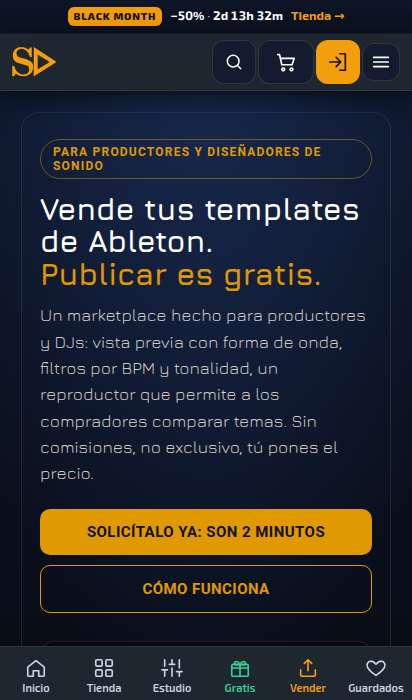 BLACK MONTH −50% · 2d 13h 32m Tienda →
PARA PRODUCTORES Y DISEÑADORES DE
SONIDO
Vende tus templates
de Ableton.
Publicar es gratis.
Un marketplace hecho para productores
y DJs: vista previa con forma de onda,
filtros por BPM y tonalidad, un
reproductor que permite a los
compradores comparar temas. Sin
comisiones, no exclusivo, tú pones el
precio.
SOLICÍTALO YA: SON 2 MINUTOS
CÓMO FUNCIONA
Inicio Tienda Estudio Gratis Vender Guardados